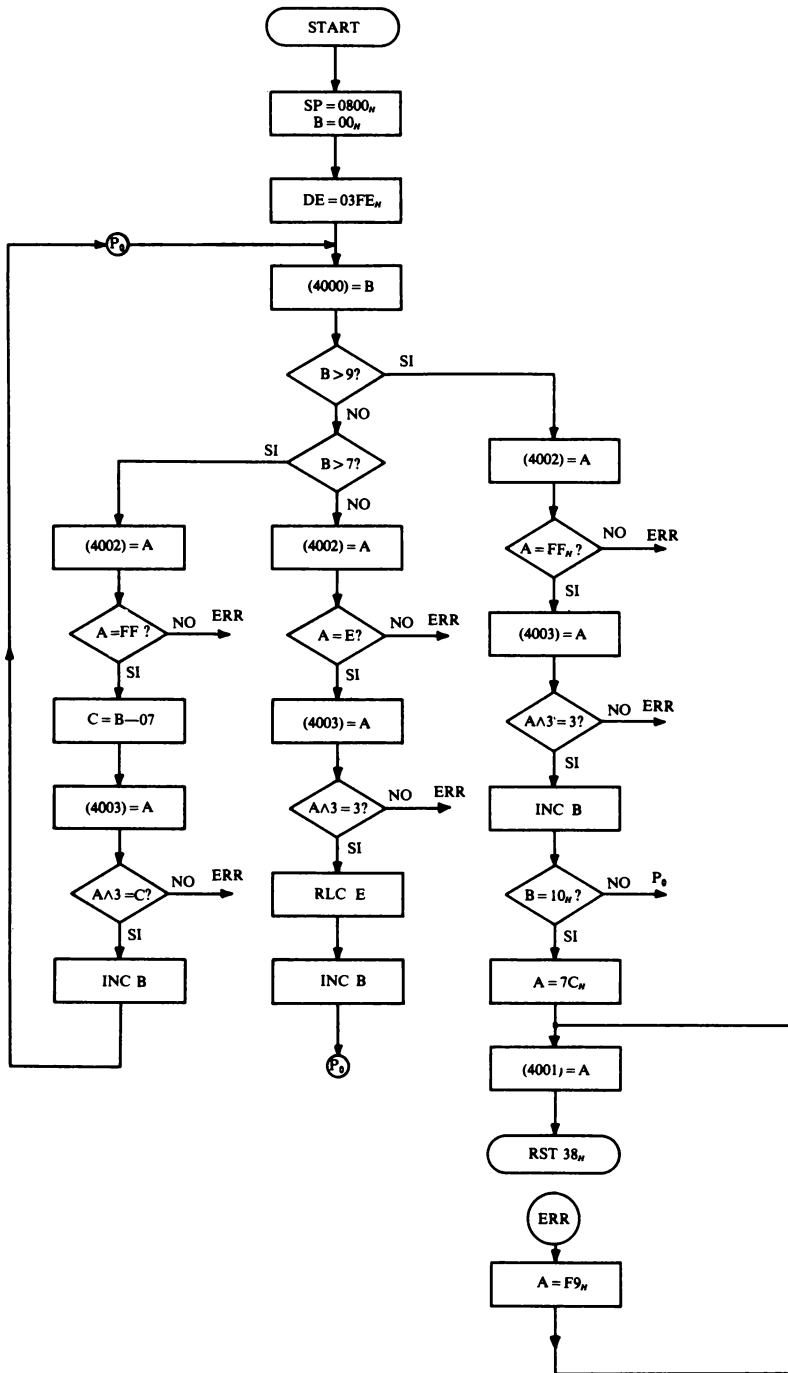 START
SP = 0800H
B = 00H
DE = 03FEH
P0
(4000) = B
B > 9?
SI
NO
B > 7?
SI
NO
(4002) = A
A = FF ?
NO
ERR
SI
C = B—07
(4003) = A
A∧3 = C?
NO
ERR
SI
INC B
(4002) = A
A = E?
NO
ERR
SI
(4003) = A
A∧3 = 3?
NO
ERR
SI
RLC E
INC B
P0
(4002) = A
A = FFH ?
NO
ERR
SI
(4003) = A
A∧3 = 3?
NO
ERR
SI
INC B
B = 10H ?
NO
P0
SI
A = 7CH
(4001) = A
RST 38H
ERR
A = F9H